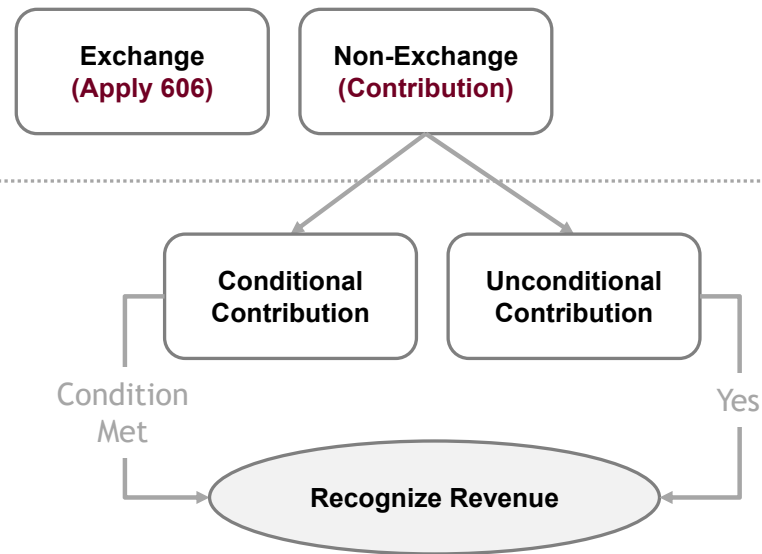 Exchange
(Apply 606)
Non-Exchange
(Contribution)
Conditional
Contribution
Unconditional
Contribution
Condition
Met
Yes
Recognize Revenue